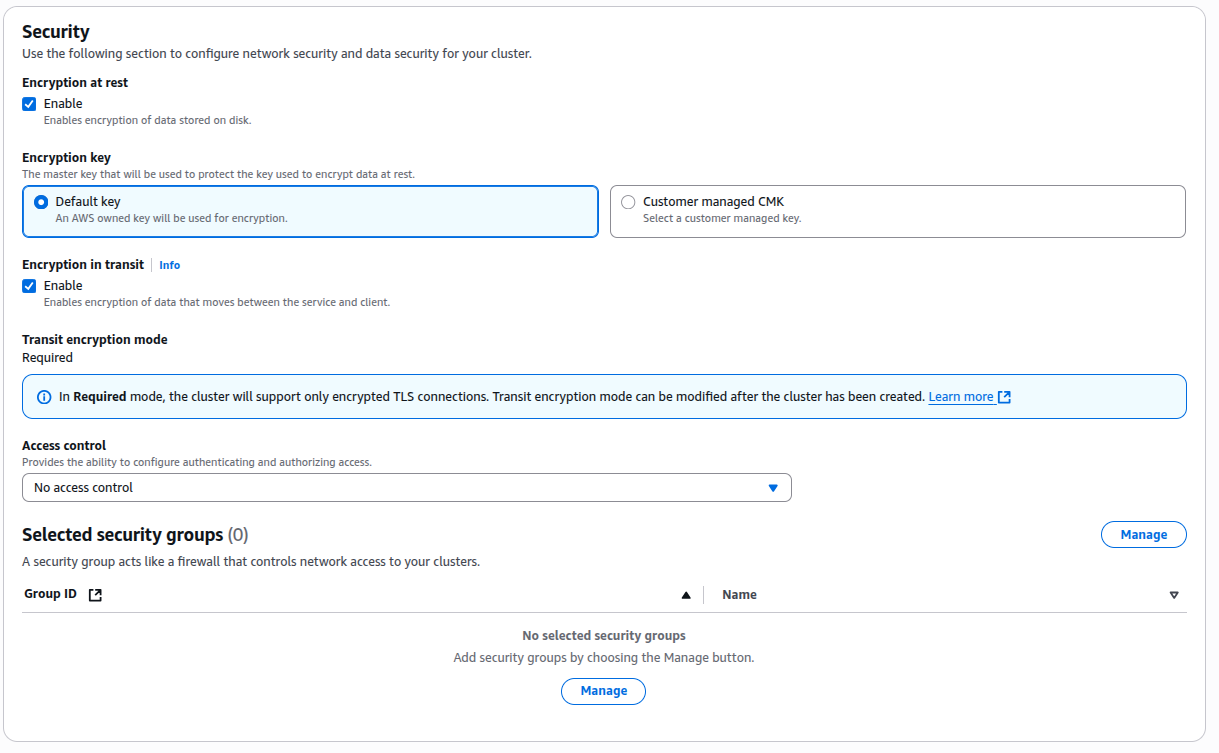 Security
Use the following section to configure network security and data security for your cluster.
Encryption at rest
Enable
Enables encryption of data stored on disk.
Encryption key
The master key that will be used to protect the key used to encrypt data at rest.
Default key
An AWS owned key will be used for encryption.
Customer managed CMK
Select a customer managed key.
Encryption in transit Info
Enable
Enables encryption of data that moves between the service and client.
Transit encryption mode
Required
In Required mode, the cluster will support only encrypted TLS connections. Transit encryption mode can be modified after the cluster has been created. Learn more
Access control
Provides the ability to configure authenticating and authorizing access.
No access control
Selected security groups (0)
Manage
A security group acts like a firewall that controls network access to your clusters.
Group ID Name
No selected security groups
Add security groups by choosing the Manage button.
Manage